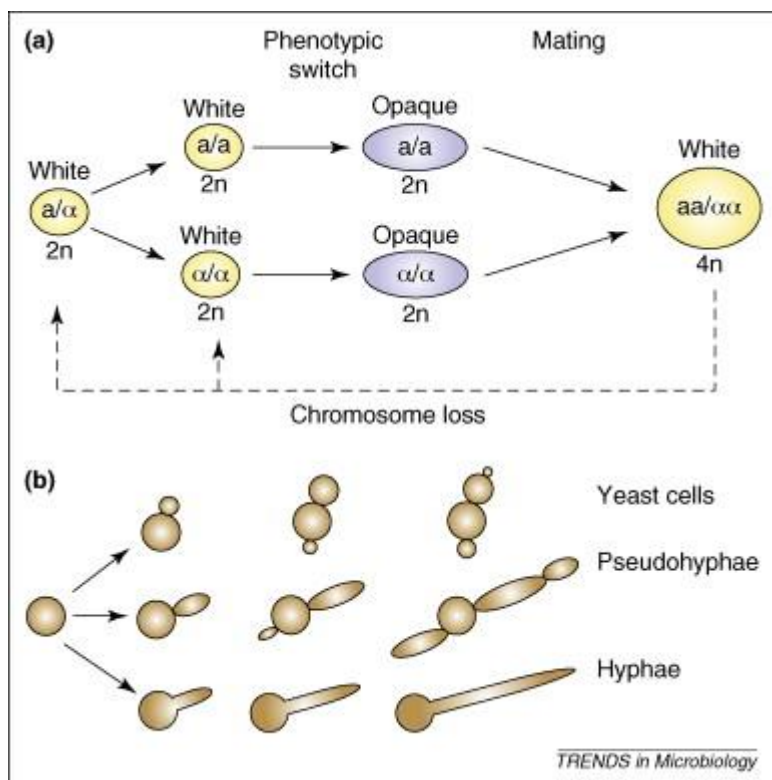 (a)
Phenotypic
switch
Mating
White
a/α
2n
White
a/a
2n
White
α/α
2n
Opaque
a/a
2n
Opaque
α/α
2n
White
aa/αα
4n
Chromosome loss
(b)
Yeast cells
Pseudohyphae
Hyphae
TRENDS in Microbiology